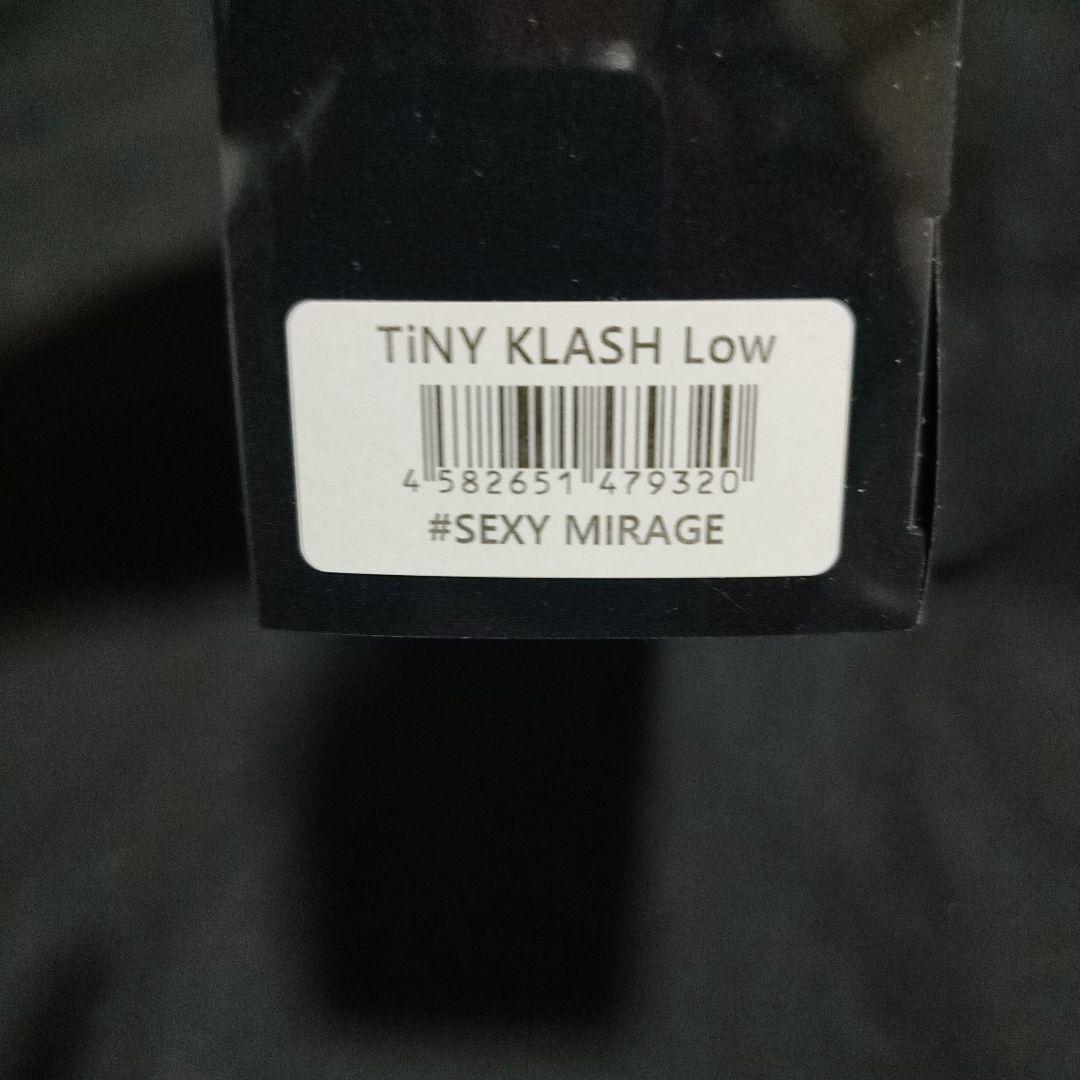 TiNY KLASH Low
4 582651 479320
#SEXY MIRAGE